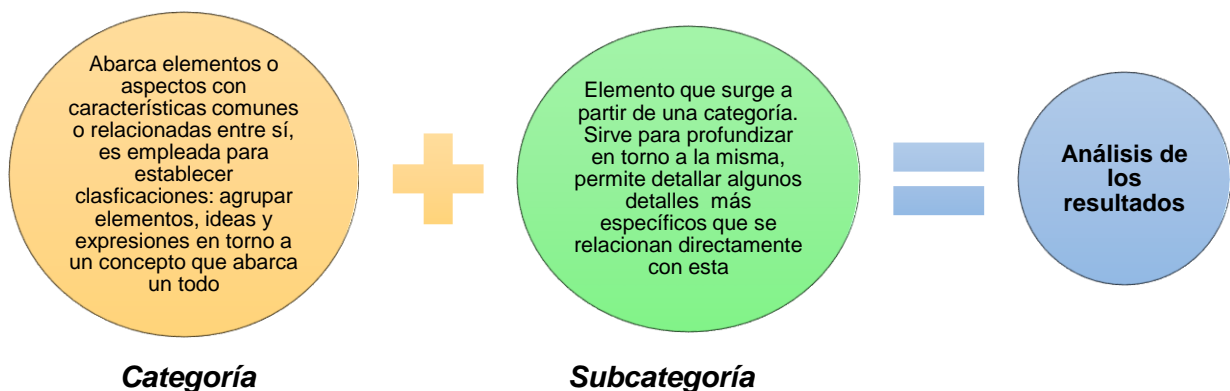 Abarca elementos o
aspectos con
características comunes
o relacionadas entre sí,
es empleada para
establecer
clasficaciones: agrupar
elementos, ideas y
expresiones en torno a
un concepto que abarca
un todo
Elemento que surge a
partir de una categoría.
Sirve para profundizar
en torno a la misma,
permite detallar algunos
detalles más
específicos que se
relacionan directamente
con esta
Análisis de
los
resultados
Categoría
Subcategoría